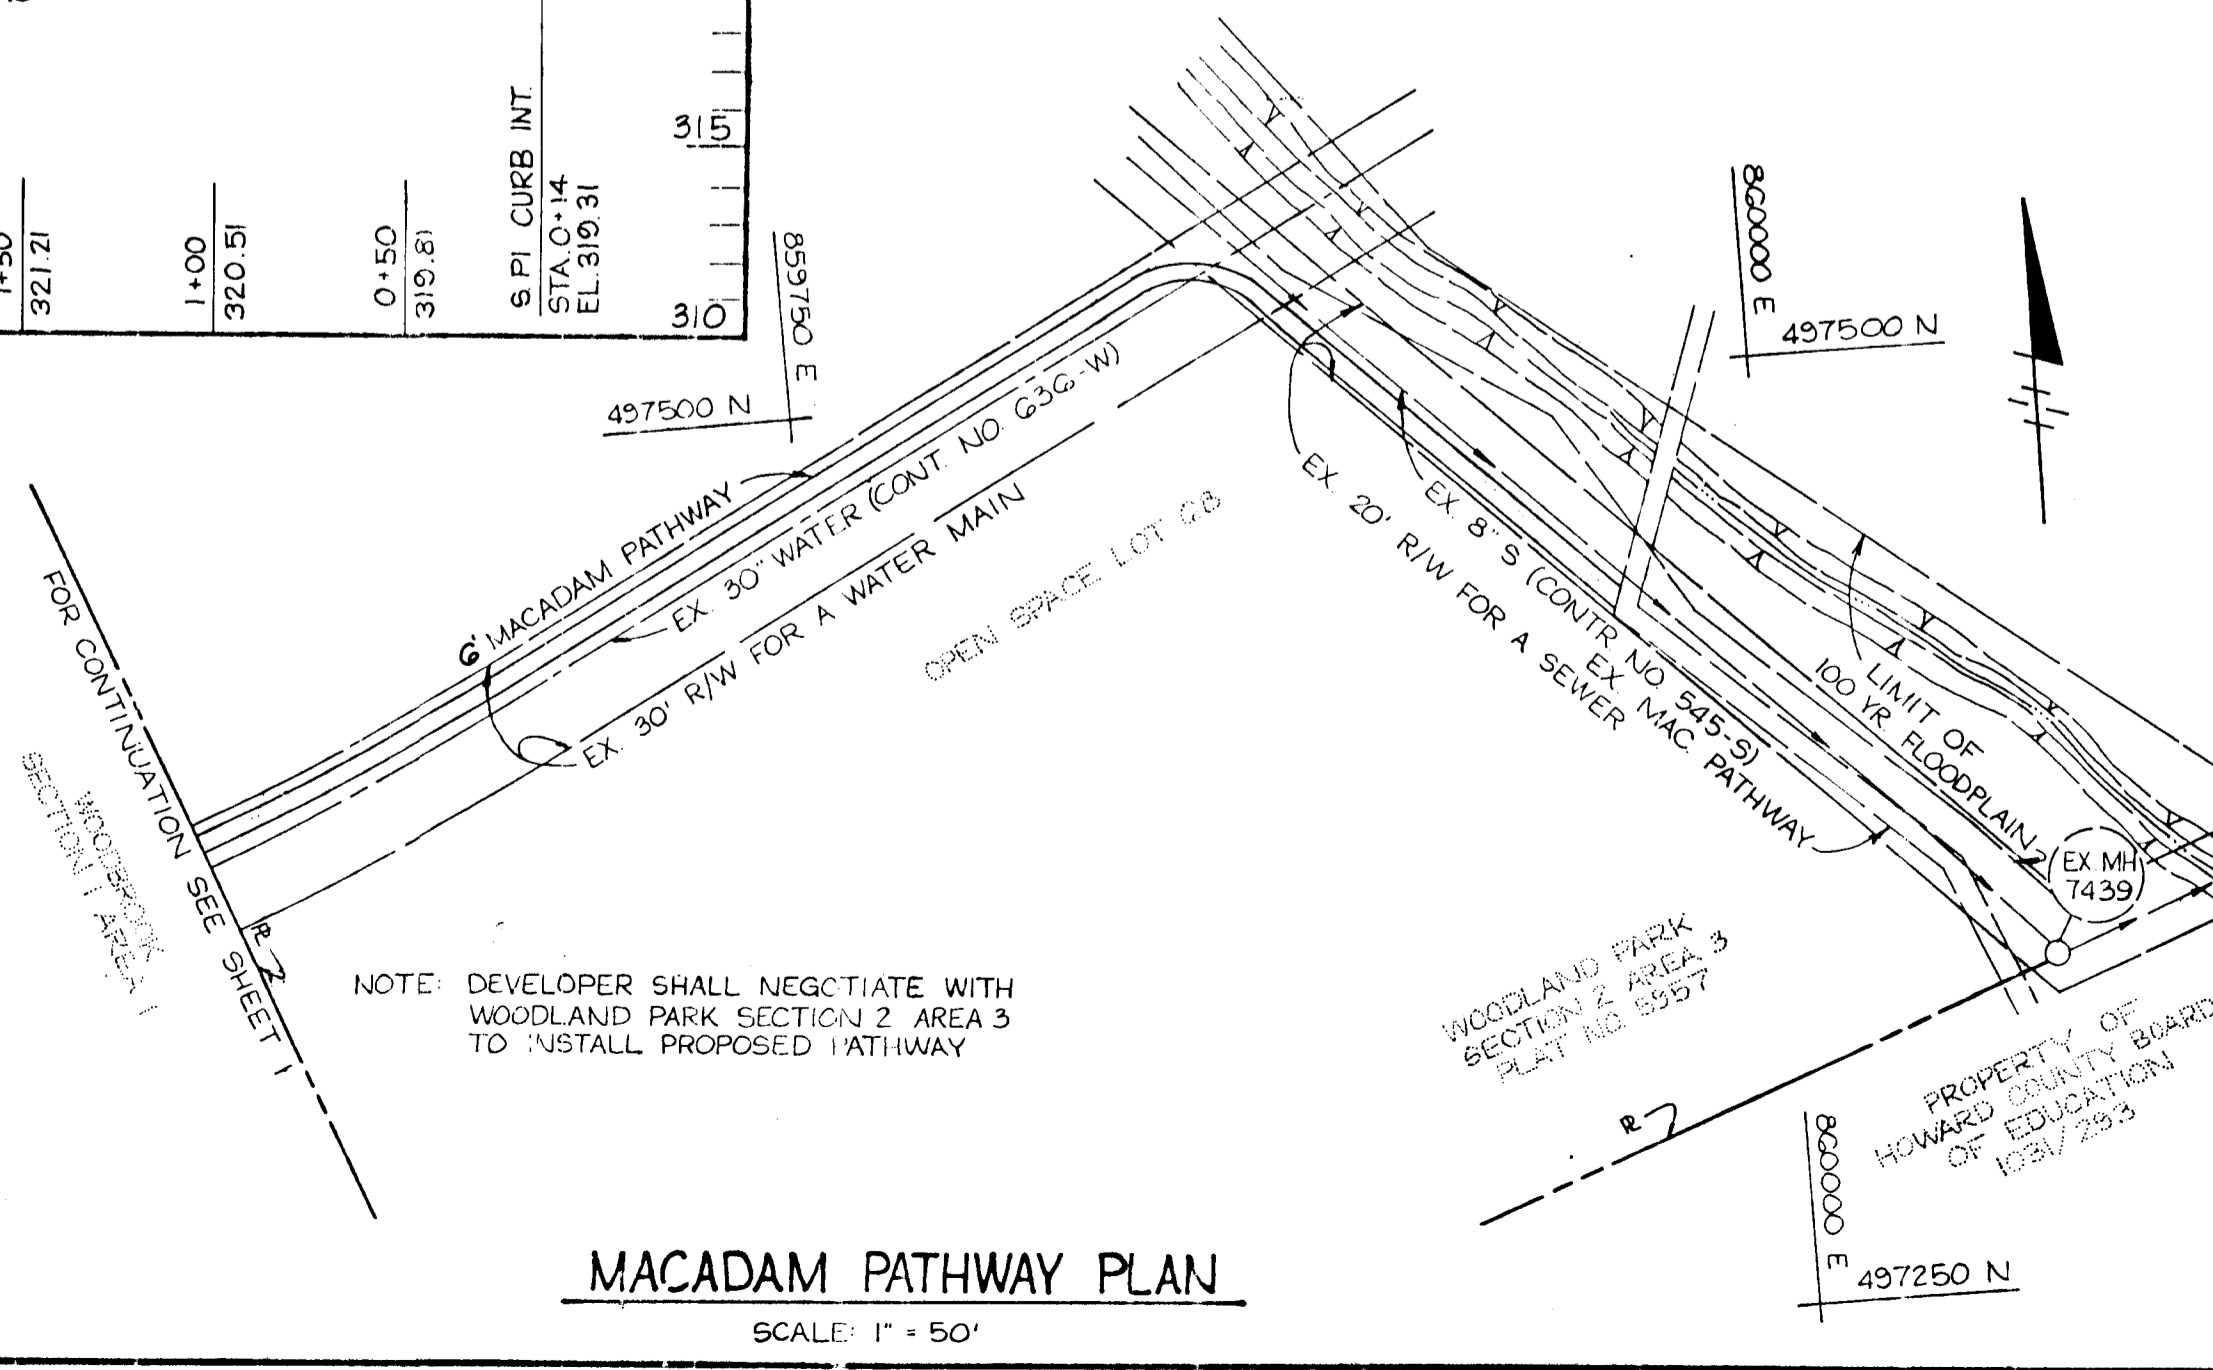 1+50
321.21
1+00
320.51
0+50
319.81
S. PI CURB INT.
STA. 0+14
EL. 319.31
315
310
859750 E
497500 N
860000 E
497500 N
6' MACADAM PATHWAY
EX. 30" WATER (CONT. NO. 636-W)
EX. 30' R/W FOR A WATER MAIN
OPEN SPACE LOT 68
EX. 20' R/W FOR A SEWER
EX. 8" S (CONTR. NO. 545-S)
EX. MAC. PATHWAY
LIMIT OF
100 YR. FLOODPLAIN
EX. MH
7439
FOR CONTINUATION SEE SHEET 1
WOODBROOK
SECTION 1 AREA 1
NOTE: DEVELOPER SHALL NEGOTIATE WITH
WOODLAND PARK SECTION 2 AREA 3
TO INSTALL PROPOSED PATHWAY
WOODLAND PARK
SECTION 2 AREA 3
PLAT NO. 5957
PROPERTY OF
HOWARD COUNTY BOARD
OF EDUCATION
1031/293
860000 E
497250 N
MACADAM PATHWAY PLAN
SCALE: 1" = 50'